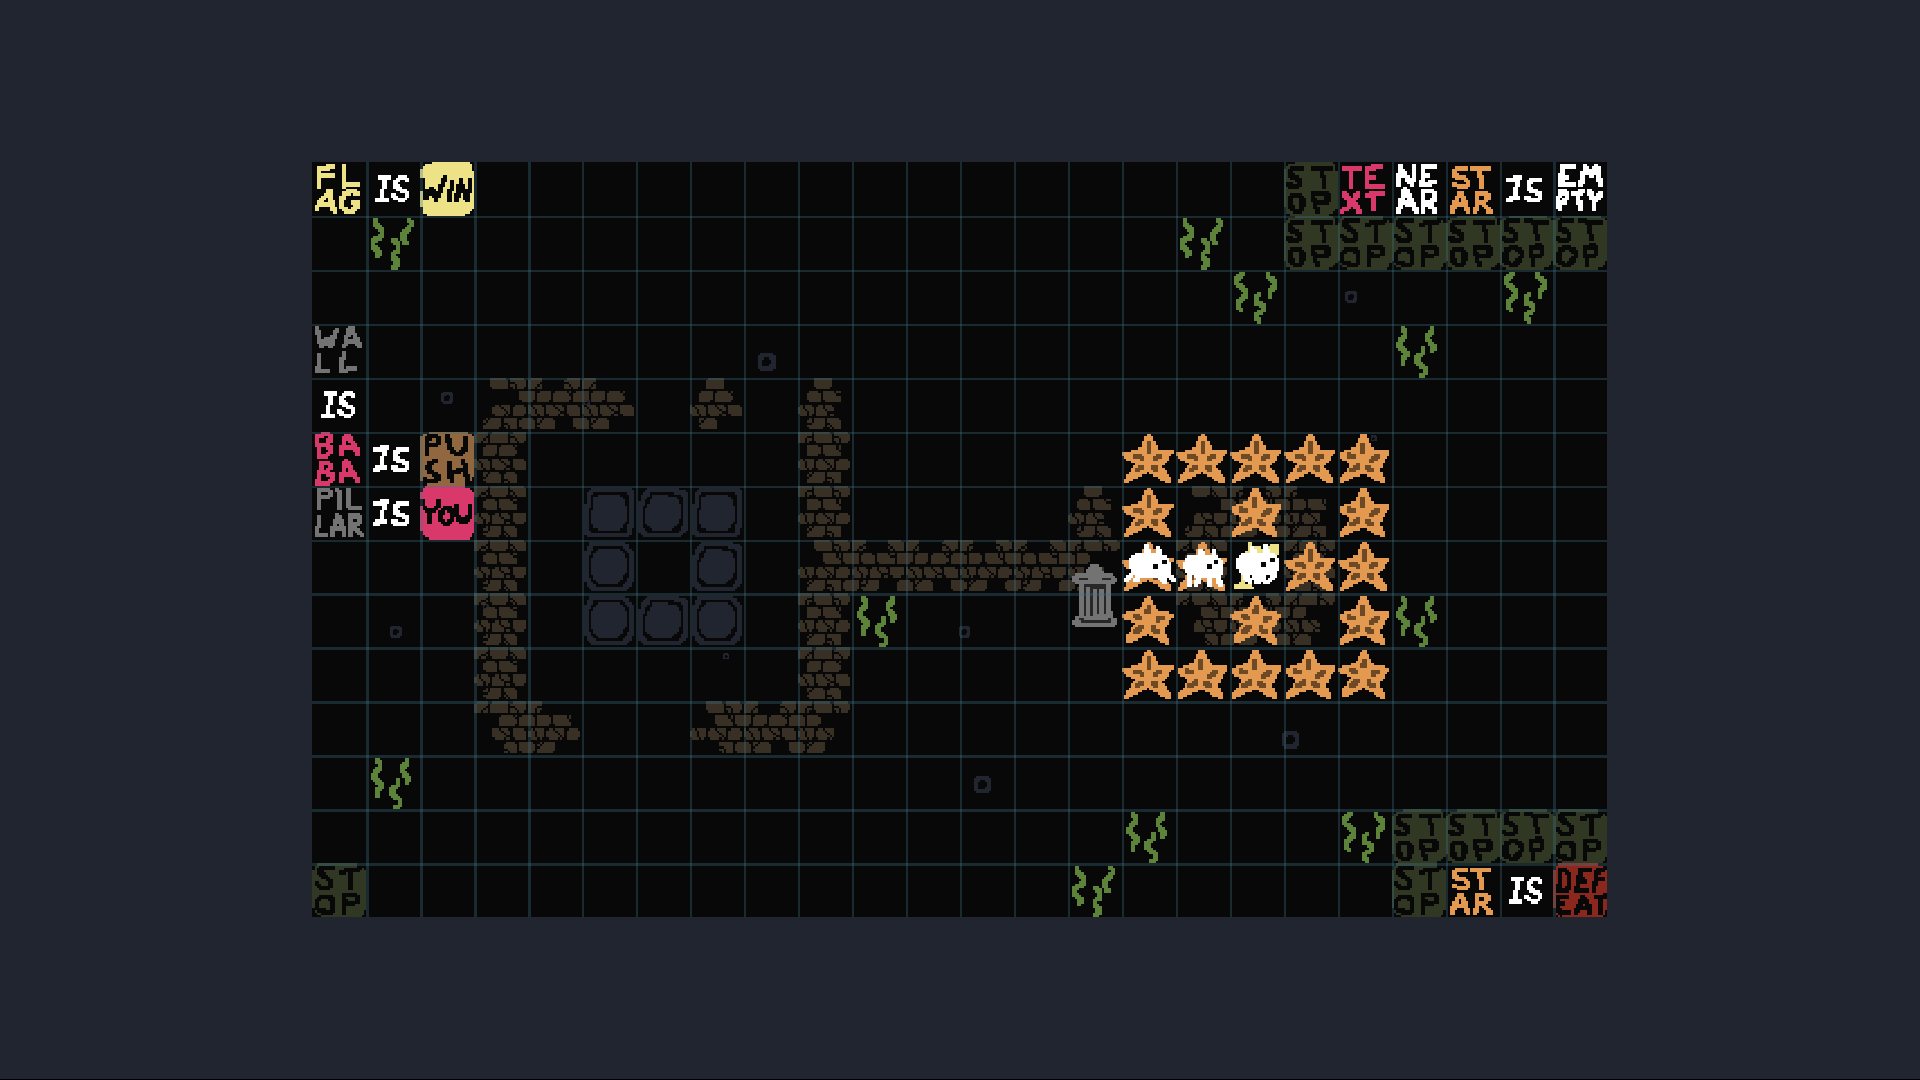 FLAG IS WIN STOP TEXT NEAR STAR IS EMPTY
STOP STOP STOP STOP STOP STOP
WALL
IS
BABA IS PUSH
PILLAR IS YOU
STOP STOP STOP STOP
STOP STOP STAR IS DEFEAT